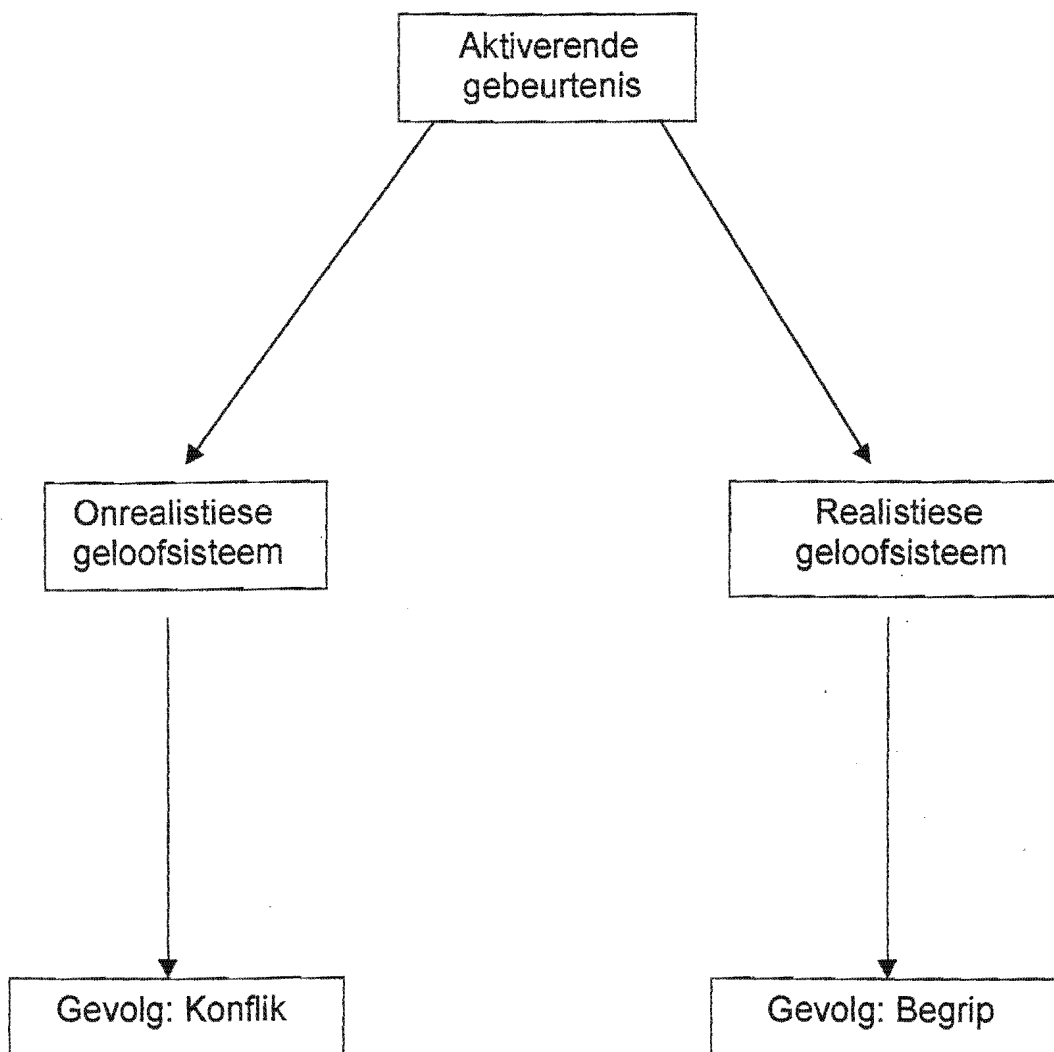 Aktiverende
gebeurtenis
Onrealistiese
geloofsisteem
Realistiese
geloofsisteem
Gevolg: Konflik
Gevolg: Begrip